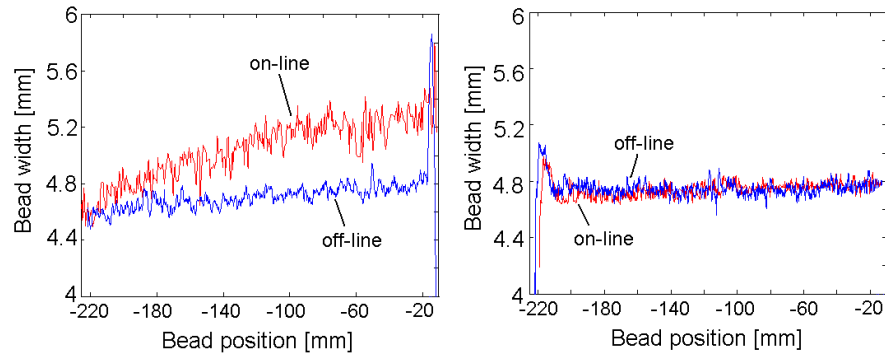 6
5.6
5.2
4.8
4.4
4
Bead width [mm]
on-line
off-line
-220 -180 -140 -100 -60 -20
Bead position [mm]
6
5.6
5.2
4.8
4.4
4
Bead width [mm]
off-line
on-line
-220 -180 -140 -100 -60 -20
Bead position [mm]